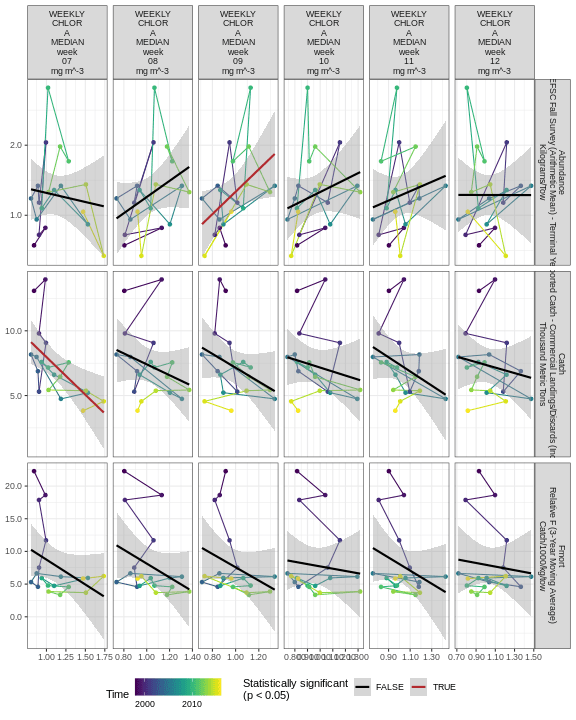 WEEKLY CHLOR A MEDIAN week 07 mg m^-3
WEEKLY CHLOR A MEDIAN week 08 mg m^-3
WEEKLY CHLOR A MEDIAN week 09 mg m^-3
WEEKLY CHLOR A MEDIAN week 10 mg m^-3
WEEKLY CHLOR A MEDIAN week 11 mg m^-3
WEEKLY CHLOR A MEDIAN week 12 mg m^-3
2.0
1.0
Abundance
Fall Survey (Arithmetic Mean) - Terminal
Kilograms/Tow
10.0
5.0
Catch
Catch - Commercial Landings/Discards
Thousand Metric Tons
20.0
15.0
10.0
5.0
0.0
Fmort
Relative F (3-Year Moving Average)
Catch/1000/kg/tow
1.00 1.25 1.50 1.75
0.80 1.00 1.20 1.40
0.80 1.00 1.20
0.90 1.10 1.30
0.70 0.90 1.10 1.30 1.50
Time
2000 2010
Statistically significant
(p < 0.05)
FALSE TRUE